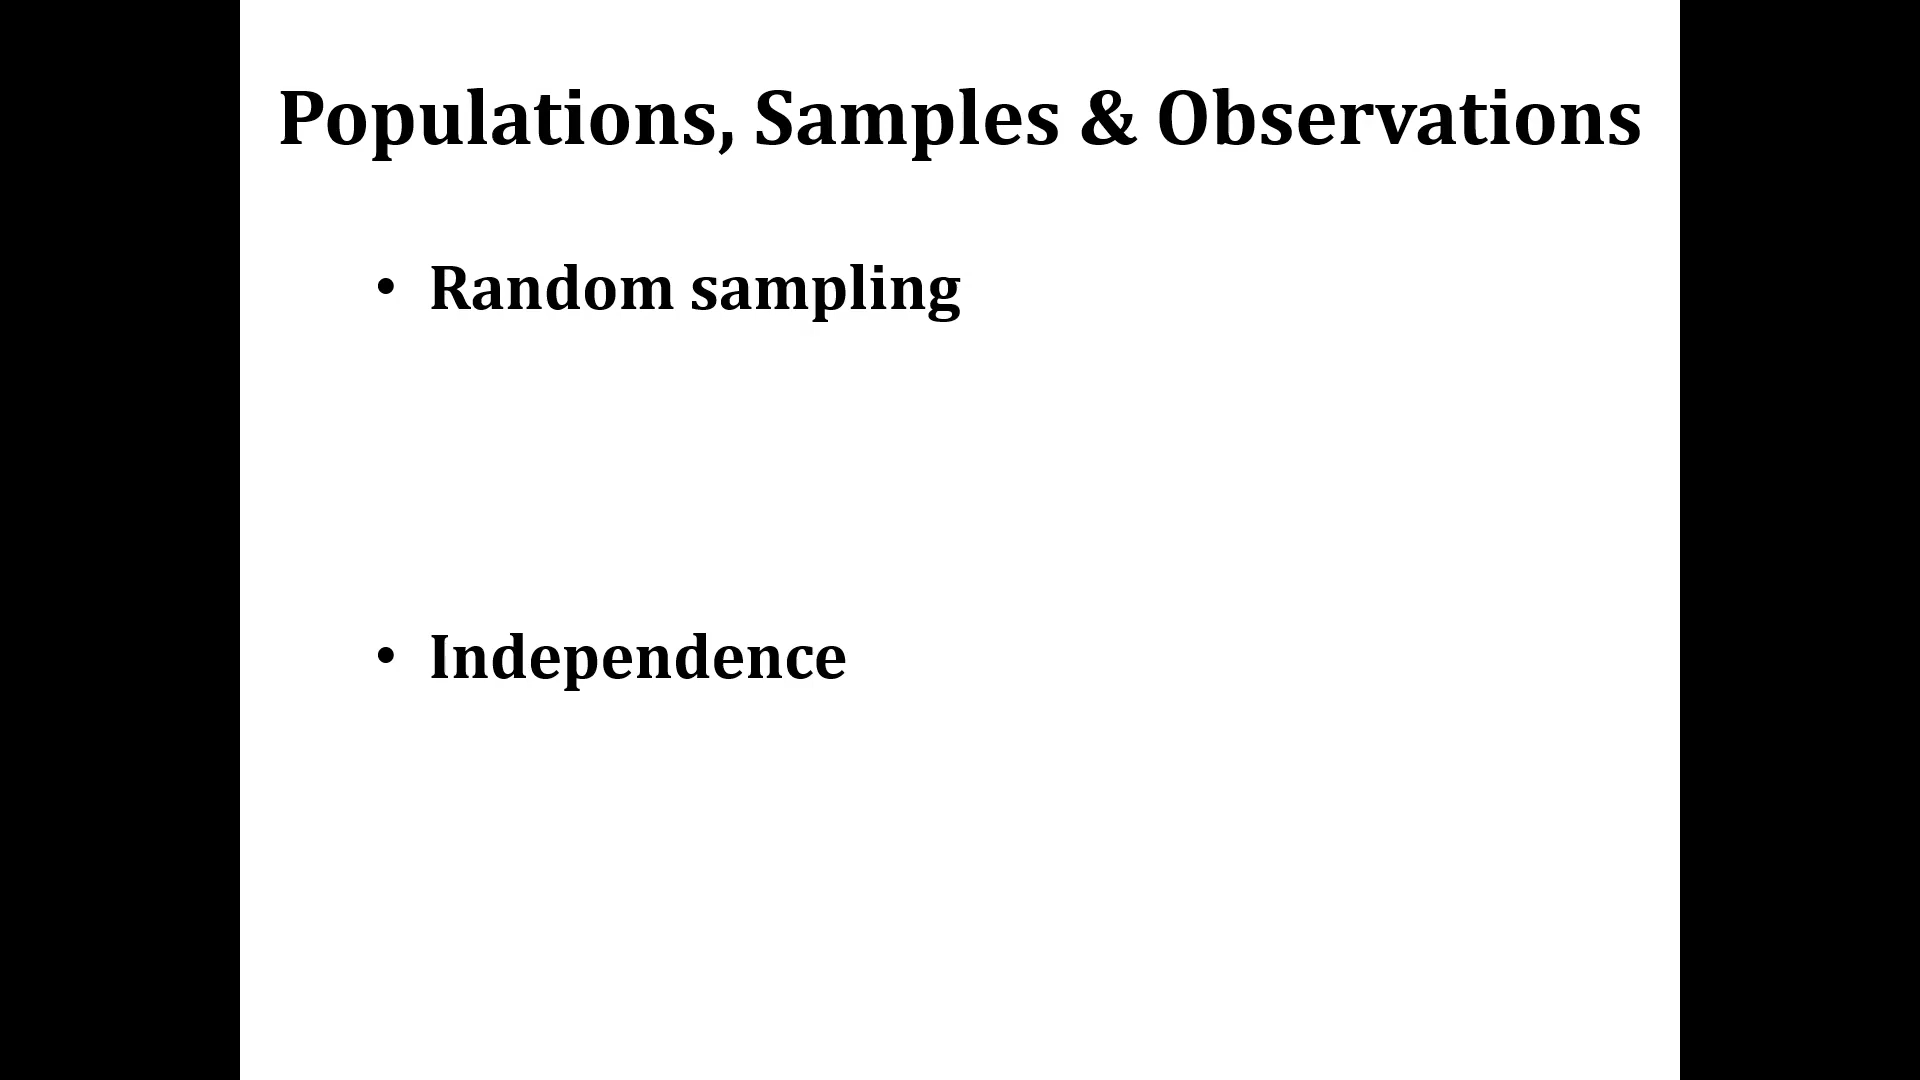 Populations, Samples & Observations
• Random sampling
• Independence